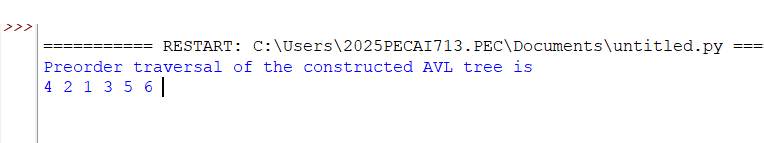 >>>
=========== RESTART: C:\Users\2025PECAI713.PEC\Documents\untitled.py ===
Preorder traversal of the constructed AVL tree is
4 2 1 3 5 6